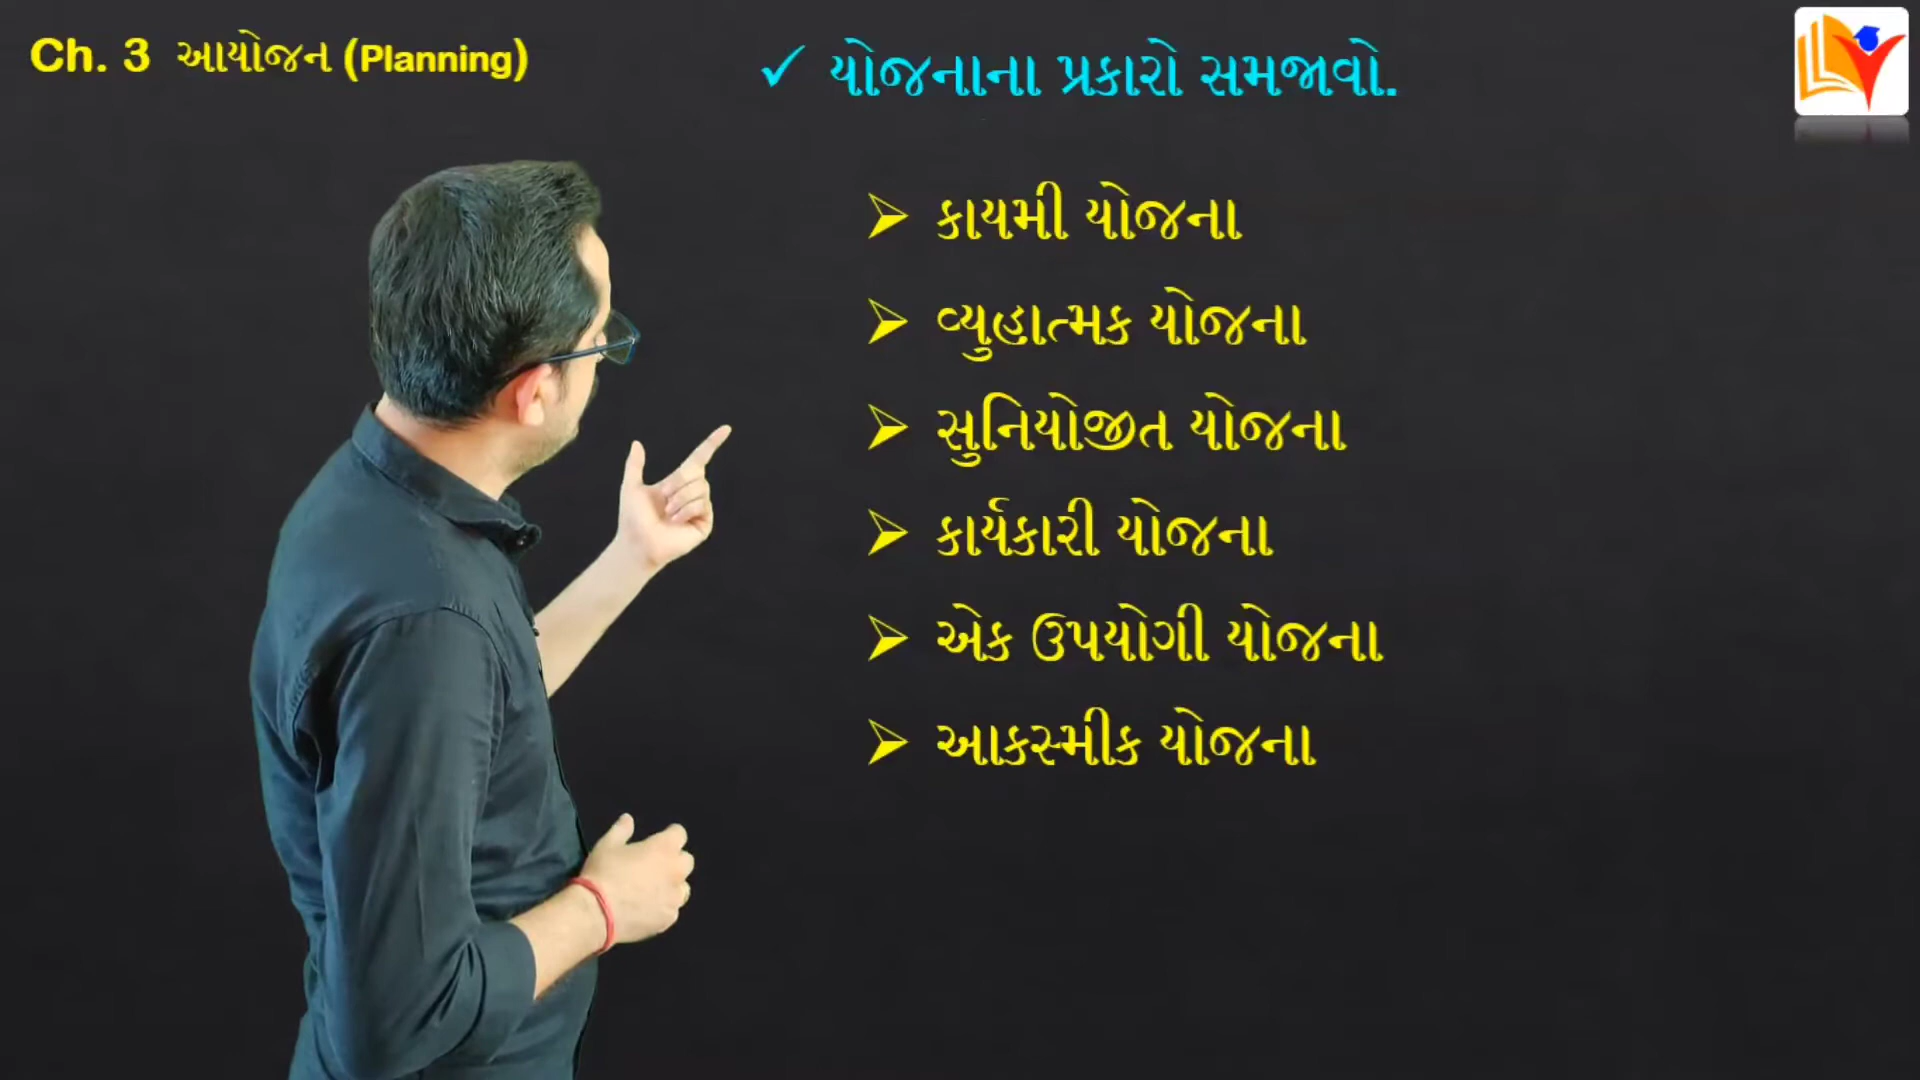 Ch. 3 આયોજન (Planning)
✓ યોજનાના પ્રકારો સમજાવો.
➢ કાયમી યોજના
➢ વ્યુહાત્મક યોજના
➢ સુનિયોજીત યોજના
➢ કાર્યકારી યોજના
➢ એક ઉપયોગી યોજના
➢ આકસ્મીક યોજના